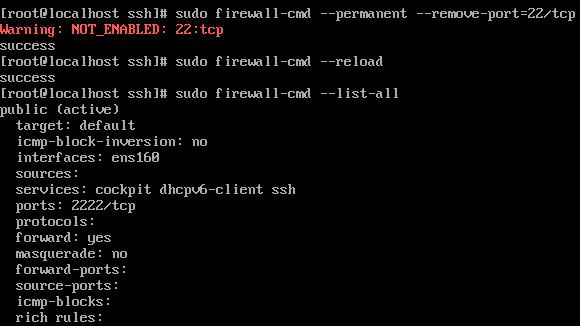 [root@localhost ssh]# sudo firewall-cmd --permanent --remove-port=22/tcp
Warning: NOT_ENABLED: 22:tcp
success
[root@localhost ssh]# sudo firewall-cmd --reload
success
[root@localhost ssh]# sudo firewall-cmd --list-all
public (active)
  target: default
  icmp-block-inversion: no
  interfaces: ens160
  sources:
  services: cockpit dhcpv6-client ssh
  ports: 2222/tcp
  protocols:
  forward: yes
  masquerade: no
  forward-ports:
  source-ports:
  icmp-blocks:
  rich rules: